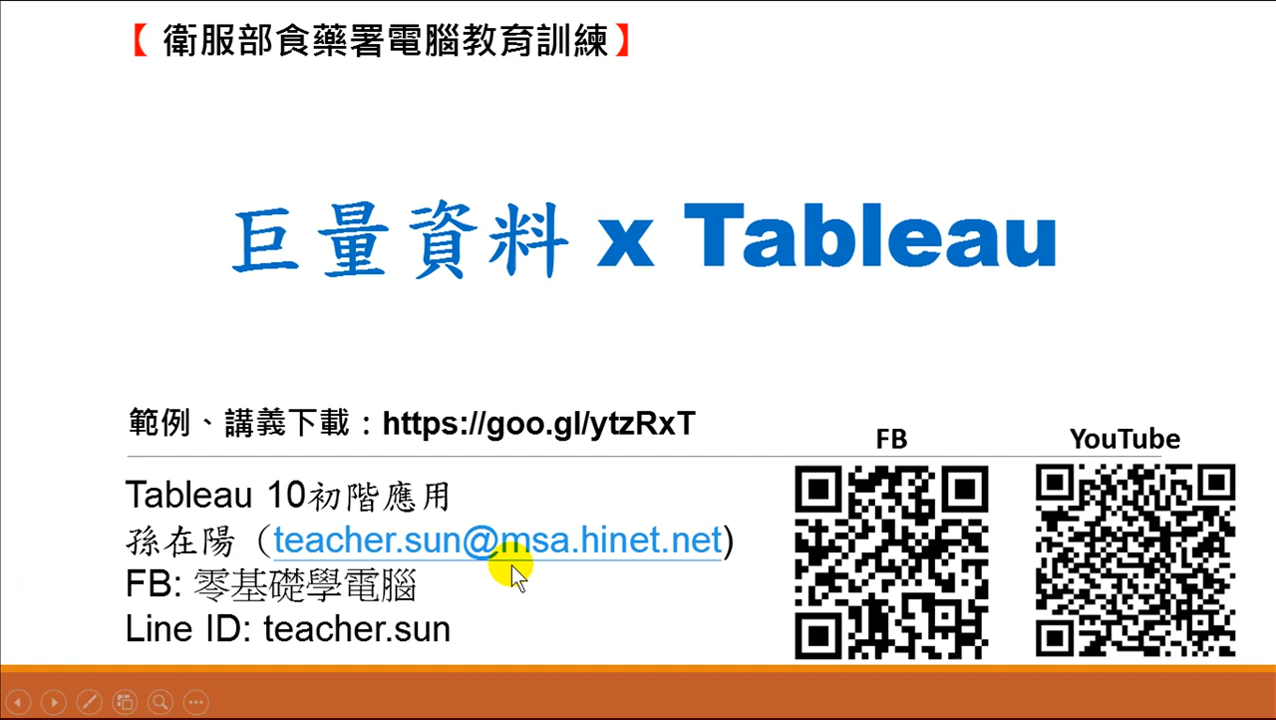 【 衛服部食藥署電腦教育訓練】
巨量資料 x Tableau
範例、講義下載：https://goo.gl/ytzRxT
FB
YouTube
Tableau 10初階應用
孫在陽（teacher.sun@msa.hinet.net)
FB: 零基礎學電腦
Line ID: teacher.sun